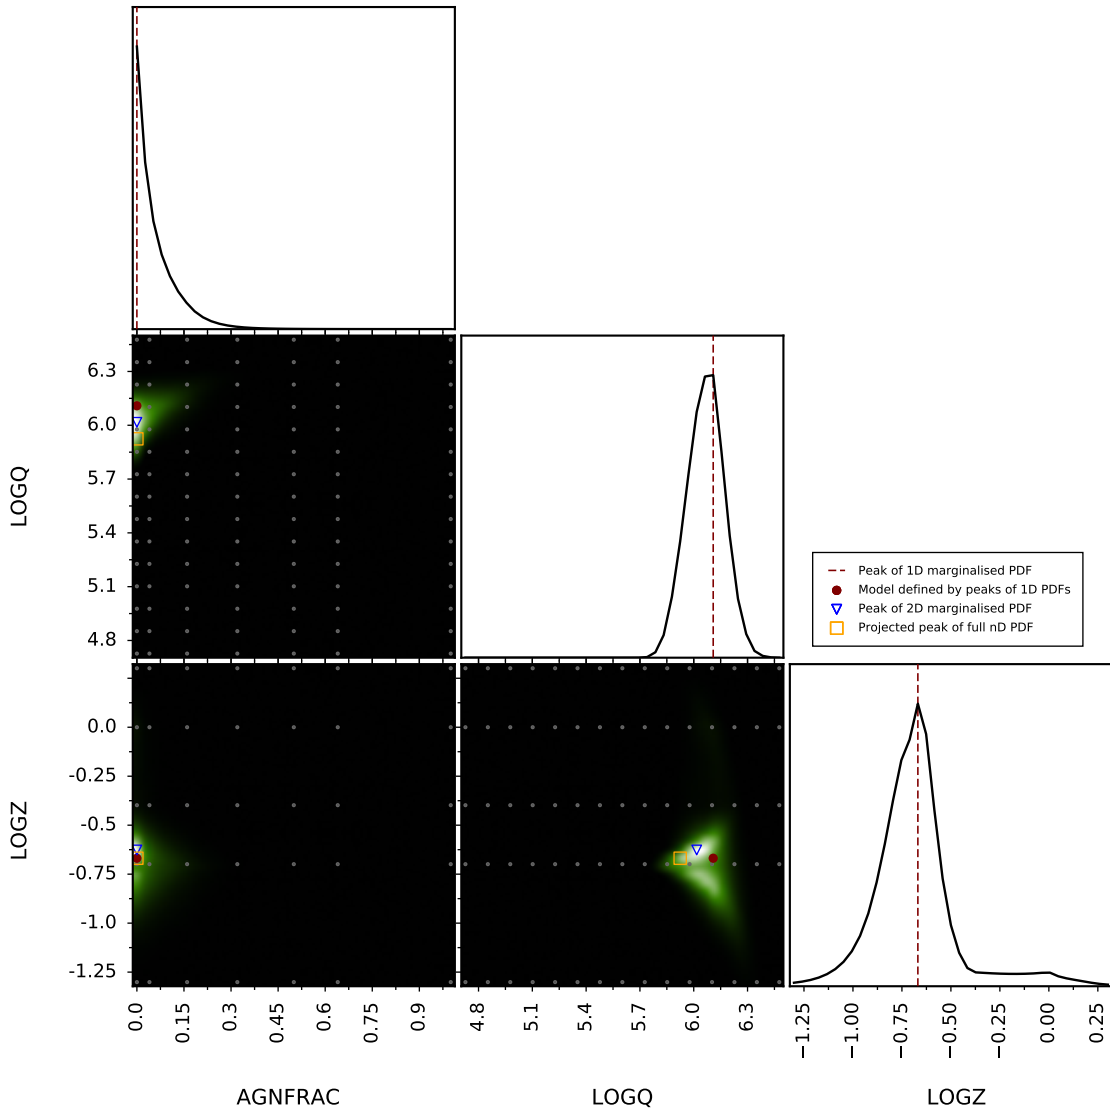 6.3
6.0
5.7
5.4
5.1
4.8
LOGQ
Peak of 1D marginalised PDF
Model defined by peaks of 1D PDFs
Peak of 2D marginalised PDF
Projected peak of full nD PDF
0.0
-0.25
-0.5
-0.75
-1.0
-1.25
LOGZ
0.0 0.15 0.3 0.45 0.6 0.75 0.9
4.8 5.1 5.4 5.7 6.0 6.3
−1.25 −1.00 −0.75 −0.50 −0.25 0.00 0.25
AGNFRAC LOGQ LOGZ